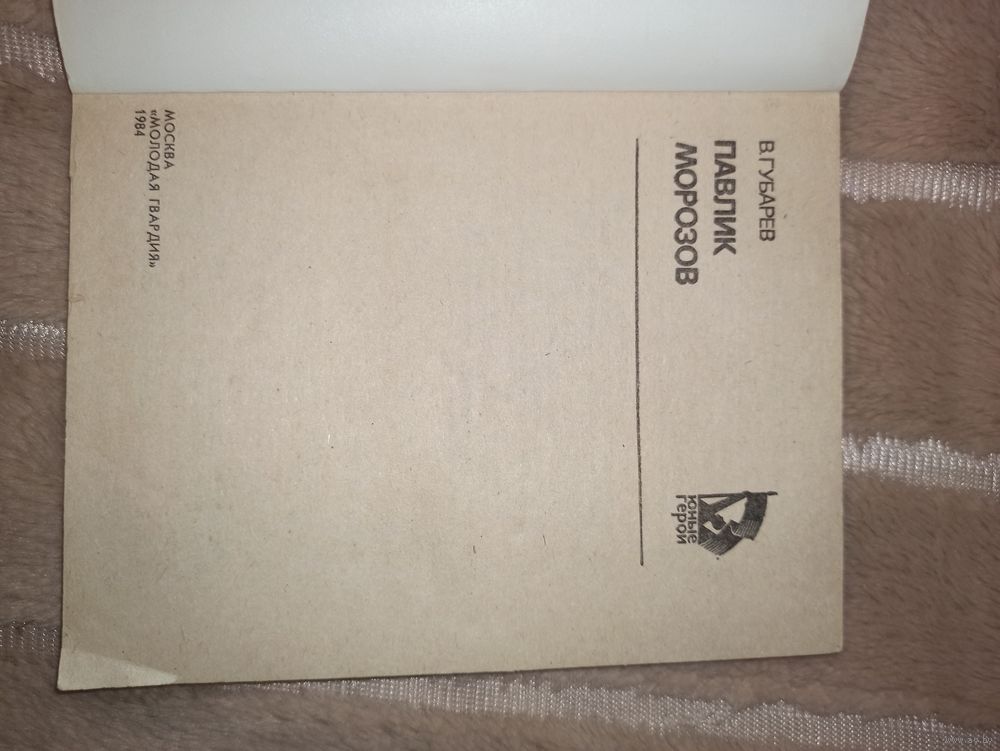 В. ГУБАРЕВ
ПАВЛИК
МОРОЗОВ
юные
герои
МОСКВА
«МОЛОДАЯ ГВАРДИЯ»
1984